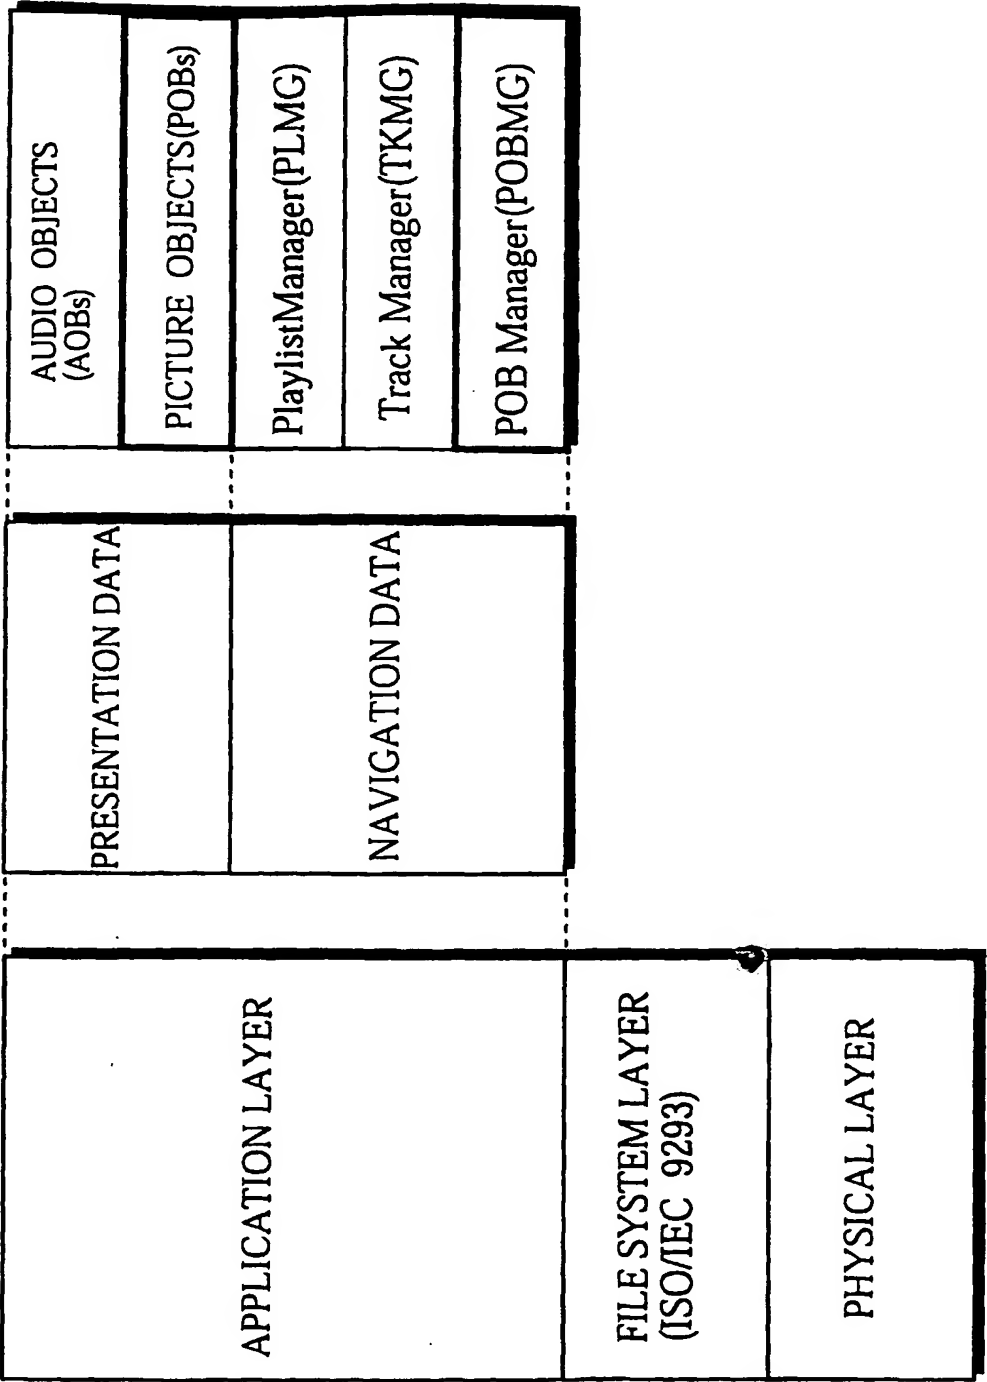 APPLICATION LAYER
FILE SYSTEM LAYER
(ISO/IEC 9293)
PHYSICAL LAYER
PRESENTATION DATA
NAVIGATION DATA
AUDIO OBJECTS
(AOBs)
PICTURE OBJECTS(POBs)
PlaylistManager(PLMG)
Track Manager(TKMG)
POB Manager(POBMG)